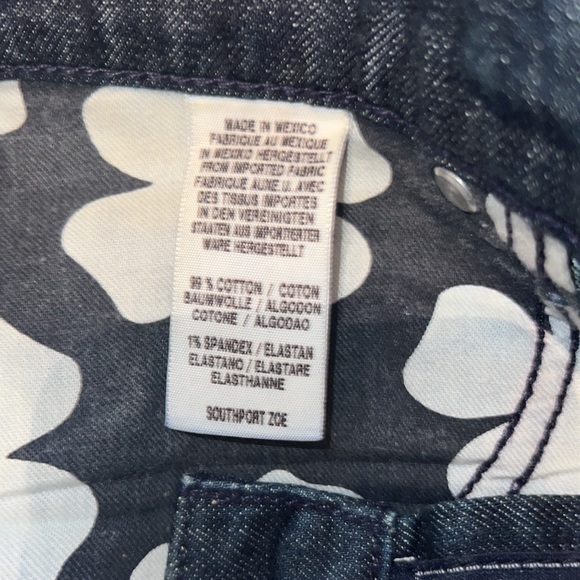 MADE IN MEXICO
FABRIQUE AU MEXIQUE
IN MEXIKO HERGESTELLT
FROM IMPORTED FABRIC
FABRIQUE AUXE.U. AVEC
DES TISSUS IMPORTES
IN DEN VEREINIGTEN
STAATEN AUS IMPORTIERTER
WARE HERGESTELLT
99 % COTTON / COTON
BAUMWOLLE / ALGODON
COTONE / ALGODAO
1% SPANDEX / ELASTAN
ELASTANO / ELASTARE
ELASTHANNE
SOUTHPORT ZOE